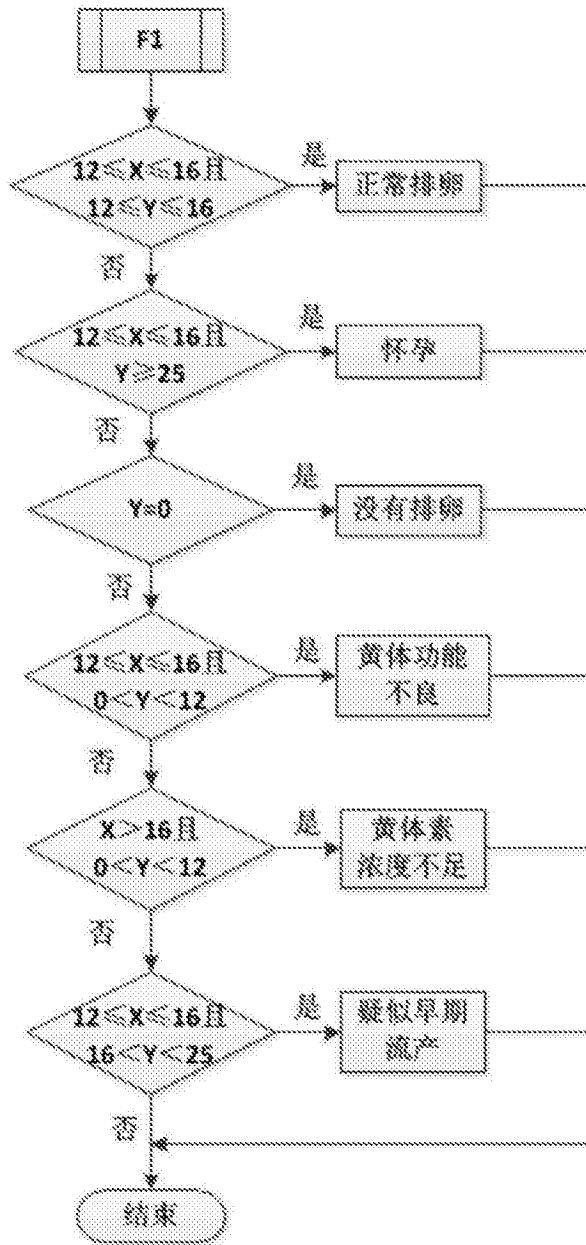 F1
12≤X≤16且
12≤Y≤16
是
正常排卵
否
12≤X≤16且
Y≥25
是
怀孕
否
Y=0
是
没有排卵
否
12≤X≤16且
0<Y<12
是
黄体功能
不良
否
X>16且
0<Y<12
是
黄体素
浓度不足
否
12≤X≤16且
16<Y<25
是
疑似早期
流产
否
结束